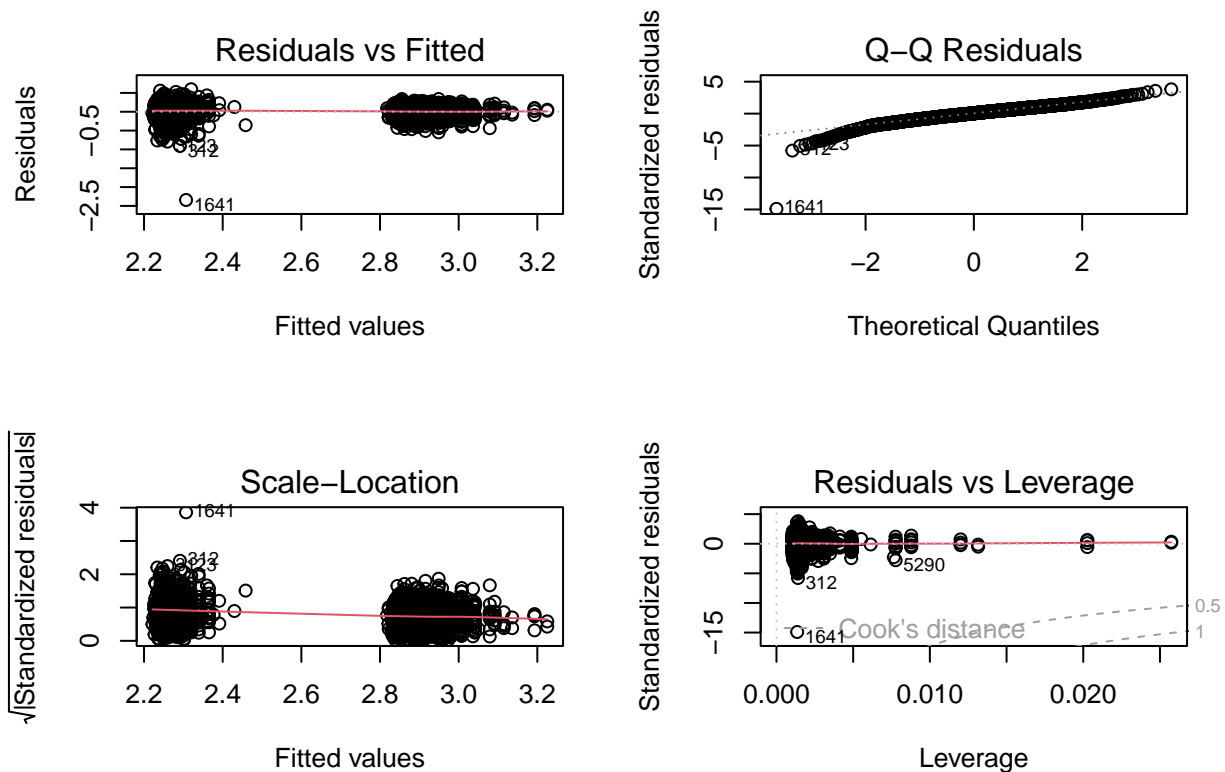 Residuals vs Fitted
Residuals
−0.5
−2.5
312
1641
2.2 2.4 2.6 2.8 3.0 3.2
Fitted values
Q−Q Residuals
Standardized residuals
5
−5
−15
312
1641
−2 0 2
Theoretical Quantiles
Scale−Location
√|Standardized residuals|
4
2
0
1641
312
2.2 2.4 2.6 2.8 3.0 3.2
Fitted values
Residuals vs Leverage
Standardized residuals
0
−15
5290
312
1641
Cook's distance
0.5
1
0.000 0.010 0.020
Leverage